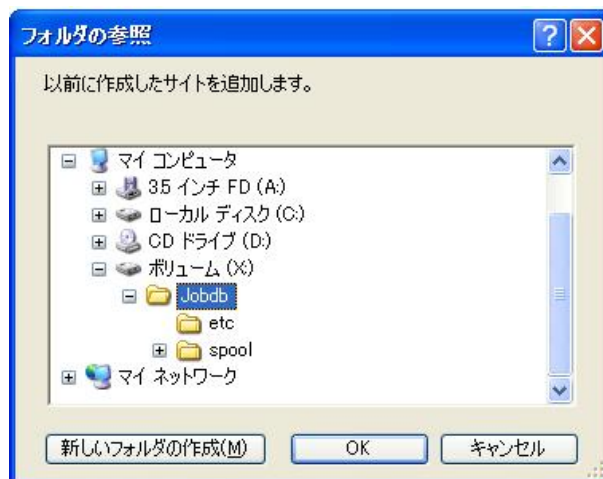 フォルダの参照
以前に作成したサイトを追加します。
マイ コンピュータ
3.5 インチ FD (A:)
ローカル ディスク (C:)
CD ドライブ (D:)
ボリューム (X:)
Jobdb
etc
spool
マイ ネットワーク
新しいフォルダの作成(M)
OK
キャンセル